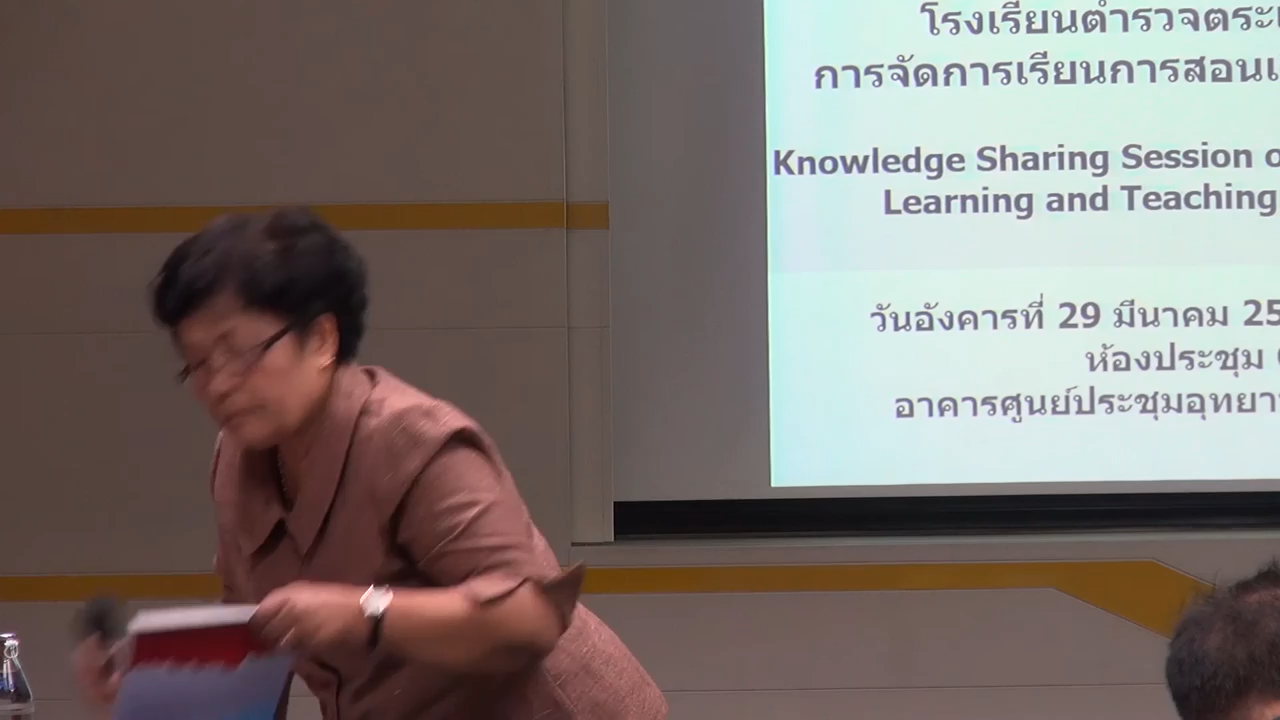 โรงเรียนตำรวจตระเ
การจัดการเรียนการสอนเ
Knowledge Sharing Session o
Learning and Teaching
วันอังคารที่ 29 มีนาคม 25
ห้องประชุม
อาคารศูนย์ประชุมอุทยา